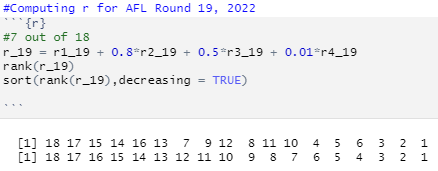 #Computing r for AFL Round 19, 2022
```{r}
#7 out of 18
r_19 = r1_19 + 0.8*r2_19 + 0.5*r3_19 + 0.01*r4_19
rank(r_19)
sort(rank(r_19),decreasing = TRUE)
```
[1] 18 17 15 14 16 13 7 9 12 8 11 10 4 5 6 3 2 1
[1] 18 17 16 15 14 13 12 11 10 9 8 7 6 5 4 3 2 1